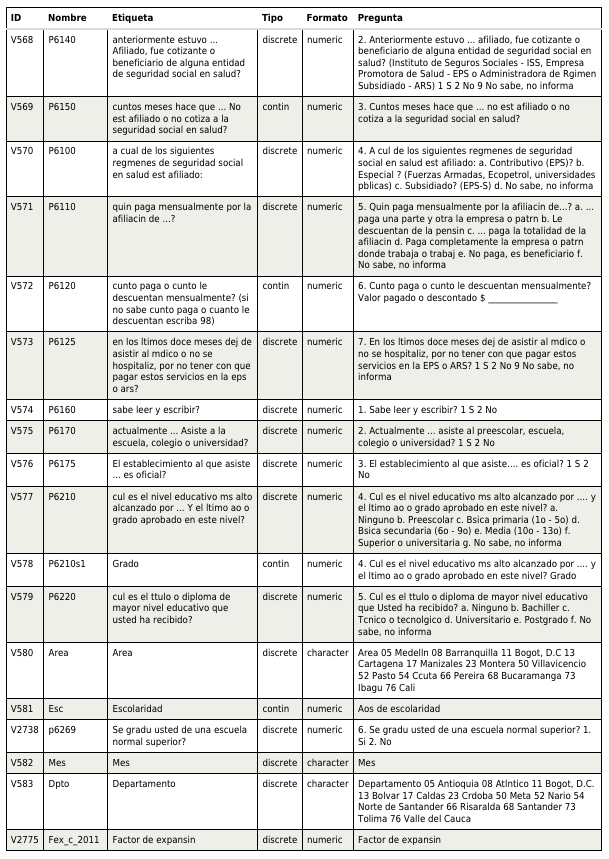 ID Nombre Etiqueta Tipo Formato Pregunta
V568 P6140 anteriormente estuvo ... discrete numeric 2. Anteriormente estuvo ... afiliado, fue cotizante o
Afiliado, fue cotizante o beneficiario de alguna entidad de seguridad social en
beneficiario de alguna entidad salud? (Instituto de Seguros Sociales - ISS, Empresa
de seguridad social en salud? Promotora de Salud - EPS o Administradora de Rgimen
Subsidiado - ARS) 1 S 2 No 9 No sabe, no informa
V569 P6150 cuntos meses hace que ... No contin numeric 3. Cuntos meses hace que ... no est afiliado o no
est afiliado o no cotiza a la cotiza a la seguridad social en salud?
seguridad social en salud?
V570 P6100 a cual de los siguientes discrete numeric 4. A cul de los siguientes regmenes de seguridad
regmenes de seguridad social social en salud est afiliado: a. Contributivo (EPS)? b.
en salud est afiliado: Especial ? (Fuerzas Armadas, Ecopetrol, universidades
pblicas) c. Subsidiado? (EPS-S) d. No sabe, no informa
V571 P6110 quin paga mensualmente por la discrete numeric 5. Quin paga mensualmente por la afiliacin de...? a. ...
afiliacin de ...? paga una parte y otra la empresa o patrn b. Le
descuentan de la pensin c. ... paga la totalidad de la
afiliacin d. Paga completamente la empresa o patrn
donde trabaja o trabaj e. No paga, es beneficiario f.
No sabe, no informa
V572 P6120 cunto paga o cunto le contin numeric 6. Cunto paga o cunto le descuentan mensualmente?
descuentan mensualmente? (si Valor pagado o descontado $ _______________
no sabe cunto paga o cuanto le
descuentan escriba 98)
V573 P6125 en los ltimos doce meses dej de discrete numeric 7. En los ltimos doce meses dej de asistir al mdico o
asistir al mdico o no se no se hospitaliz, por no tener con que pagar estos
hospitaliz, por no tener con que servicios en la EPS o ARS? 1 S 2 No 9 No sabe, no
pagar estos servicios en la eps informa
o ars?
V574 P6160 sabe leer y escribir? discrete numeric 1. Sabe leer y escribir? 1 S 2 No
V575 P6170 actualmente ... Asiste a la discrete numeric 2. Actualmente ... asiste al preescolar, escuela,
escuela, colegio o universidad? colegio o universidad? 1 S 2 No
V576 P6175 El establecimiento al que asiste discrete numeric 3. El establecimiento al que asiste.... es oficial? 1 S 2
... es oficial? No
V577 P6210 cul es el nivel educativo ms alto discrete numeric 4. Cul es el nivel educativo ms alto alcanzado por .... y
alcanzado por ... Y el ltimo ao o el ltimo ao o grado aprobado en este nivel? a.
grado aprobado en este nivel? Ninguno b. Preescolar c. Bsica primaria (1o - 5o) d.
Bsica secundaria (6o - 9o) e. Media (10o - 13o) f.
Superior o universitaria g. No sabe, no informa
V578 P6210s1 Grado contin numeric 4. Cul es el nivel educativo ms alto alcanzado por .... y
el ltimo ao o grado aprobado en este nivel? Grado
V579 P6220 cul es el ttulo o diploma de discrete numeric 5. Cul es el ttulo o diploma de mayor nivel educativo
mayor nivel educativo que que Usted ha recibido? a. Ninguno b. Bachiller c.
usted ha recibido? Tcnico o tecnolgico d. Universitario e. Postgrado f. No
sabe, no informa
V580 Area Area discrete character Area 05 Medelln 08 Barranquilla 11 Bogot, D.C 13
Cartagena 17 Manizales 23 Montera 50 Villavicencio
52 Pasto 54 Ccuta 66 Pereira 68 Bucaramanga 73
Ibagu 76 Cali
V581 Esc Escolaridad contin numeric Aos de escolaridad
V2738 p6269 Se gradu usted de una escuela discrete numeric 6. Se gradu usted de una escuela normal superior? 1.
normal superior? Si 2. No
V582 Mes Mes discrete character Mes
V583 Dpto Departamento discrete character Departamento 05 Antioquia 08 Atlntico 11 Bogot, D.C.
13 Bolvar 17 Caldas 23 Crdoba 50 Meta 52 Nario 54
Norte de Santander 66 Risaralda 68 Santander 73
Tolima 76 Valle del Cauca
V2775 Fex_c_2011 Factor de expansin discrete numeric Factor de expansin